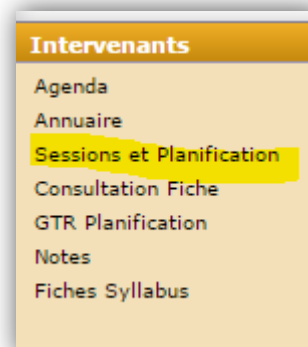 Intervenants
Agenda
Annuaire
Sessions et Planification
Consultation Fiche
GTR Planification
Notes
Fiches Syllabus